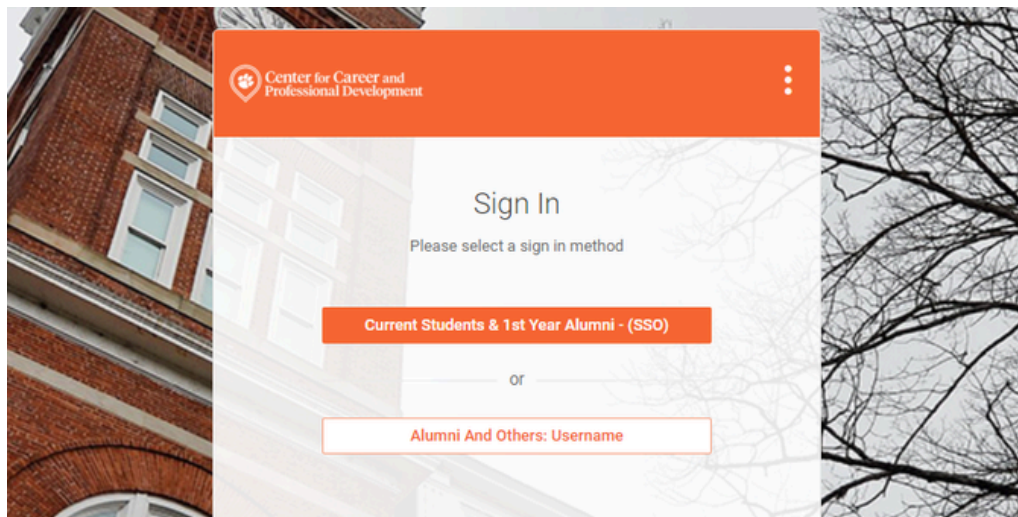 Center for Career and
Professional Development
Sign In
Please select a sign in method
Current Students & 1st Year Alumni - (SSO)
or
Alumni And Others: Username